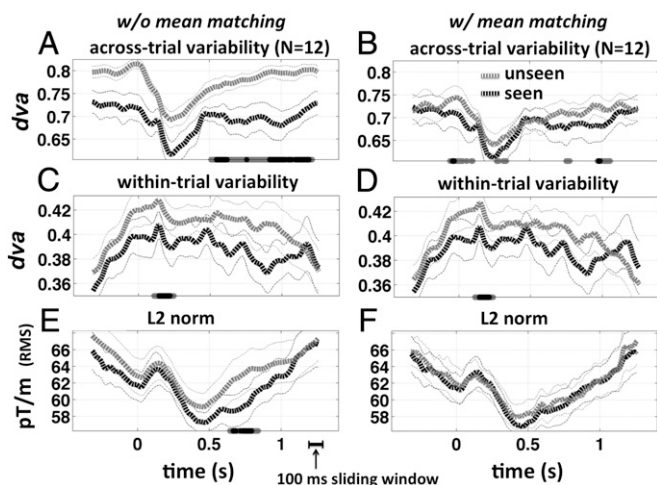 w/o mean matching
w/ mean matching
A across-trial variability (N=12)
B across-trial variability (N=12)
unseen
seen
dva
0.8
0.75
0.7
0.65
0.8
0.75
0.7
0.65
C within-trial variability
D within-trial variability
dva
0.42
0.4
0.38
0.36
0.42
0.4
0.38
0.36
E L2 norm
F L2 norm
pT/m (RMS)
66
64
62
60
58
66
64
62
60
58
0 0.5 1
0 0.5 1
time (s)
time (s)
100 ms sliding window